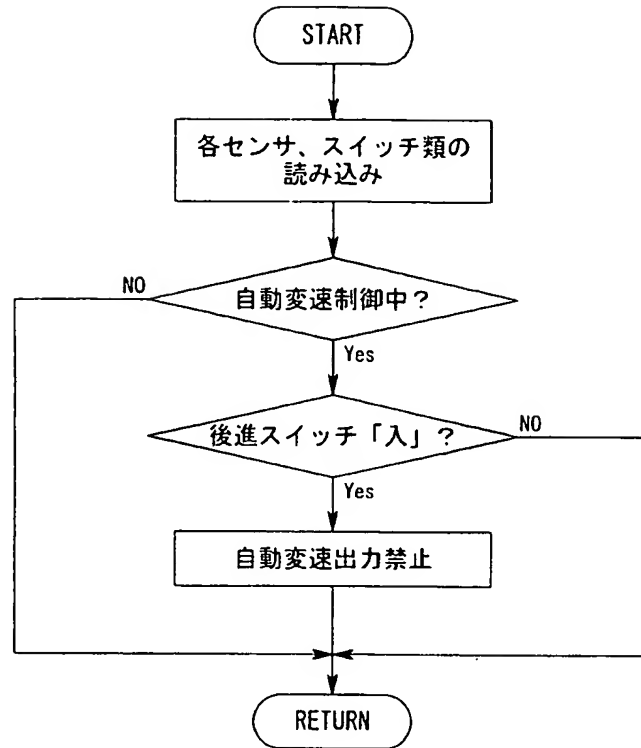 START
各センサ、スイッチ類の
読み込み
NO
自動変速制御中？
Yes
後進スイッチ「入」？
NO
Yes
自動変速出力禁止
RETURN